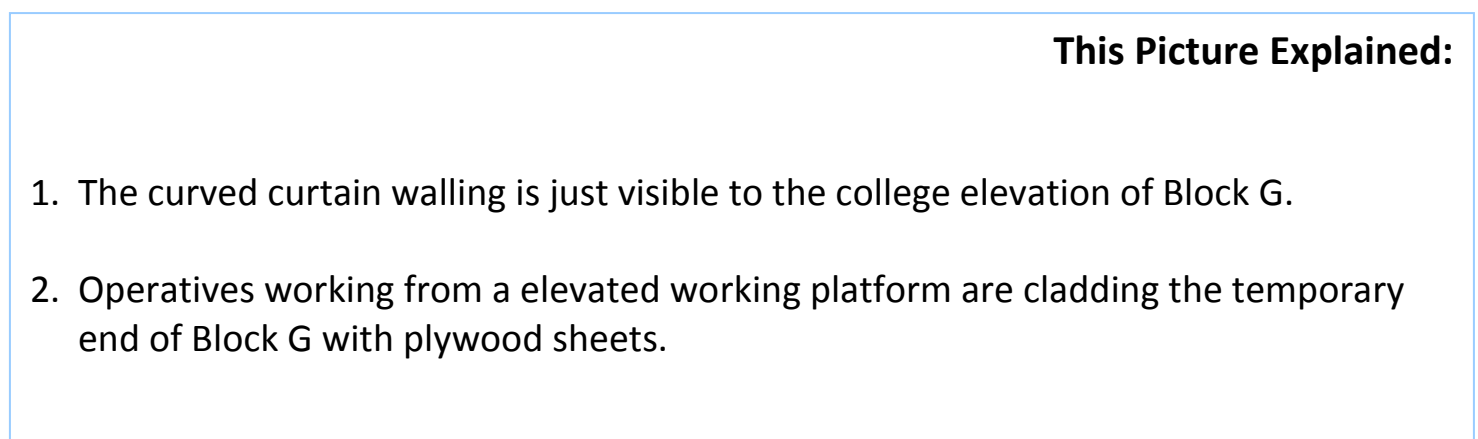 This Picture Explained:
1. The curved curtain walling is just visible to the college elevation of Block G.
2. Operatives working from a elevated working platform are cladding the temporary
end of Block G with plywood sheets.